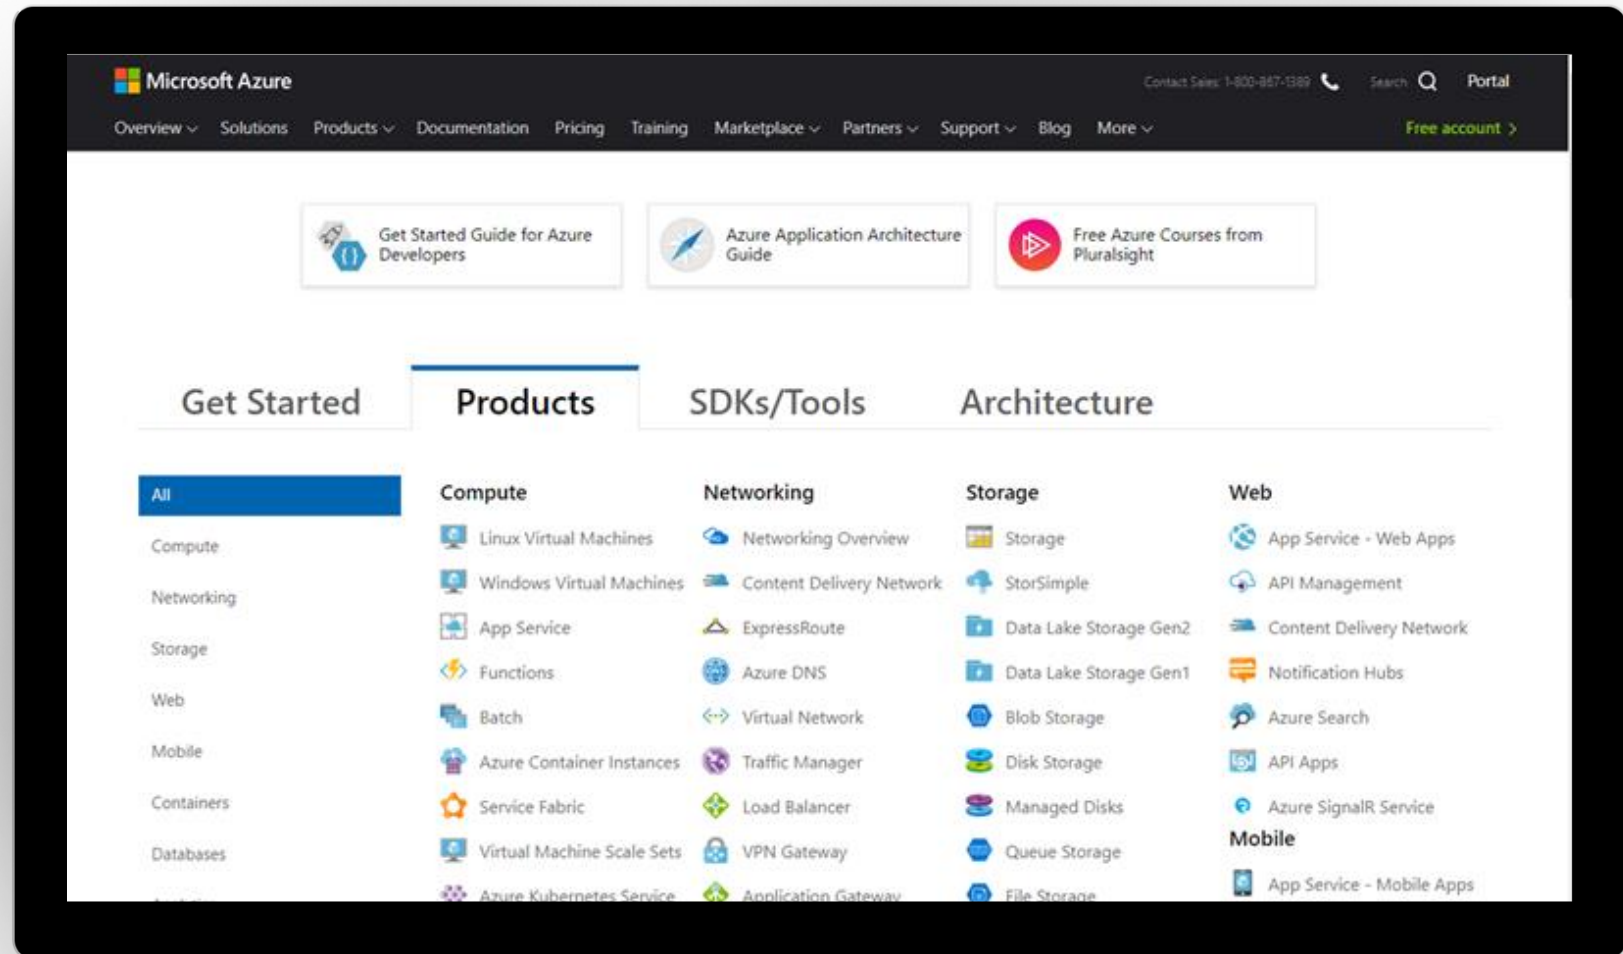 Microsoft Azure
Contact Sales: 1-800-867-1389
Search
Portal
Overview
Solutions
Products
Documentation
Pricing
Training
Marketplace
Partners
Support
Blog
More
Free account
Get Started Guide for Azure
Developers
Azure Application Architecture
Guide
Free Azure Courses from
Pluralsight
Get Started
Products
SDKs/Tools
Architecture
All
Compute
Networking
Storage
Web
Mobile
Containers
Databases
Compute
Linux Virtual Machines
Windows Virtual Machines
App Service
Functions
Batch
Azure Container Instances
Service Fabric
Virtual Machine Scale Sets
Azure Kubernetes Service
Networking
Networking Overview
Content Delivery Network
ExpressRoute
Azure DNS
Virtual Network
Traffic Manager
Load Balancer
VPN Gateway
Application Gateway
Storage
Storage
StorSimple
Data Lake Storage Gen2
Data Lake Storage Gen1
Blob Storage
Disk Storage
Managed Disks
Queue Storage
File Storage
Web
App Service - Web Apps
API Management
Content Delivery Network
Notification Hubs
Azure Search
API Apps
Azure SignalR Service
Mobile
App Service - Mobile Apps